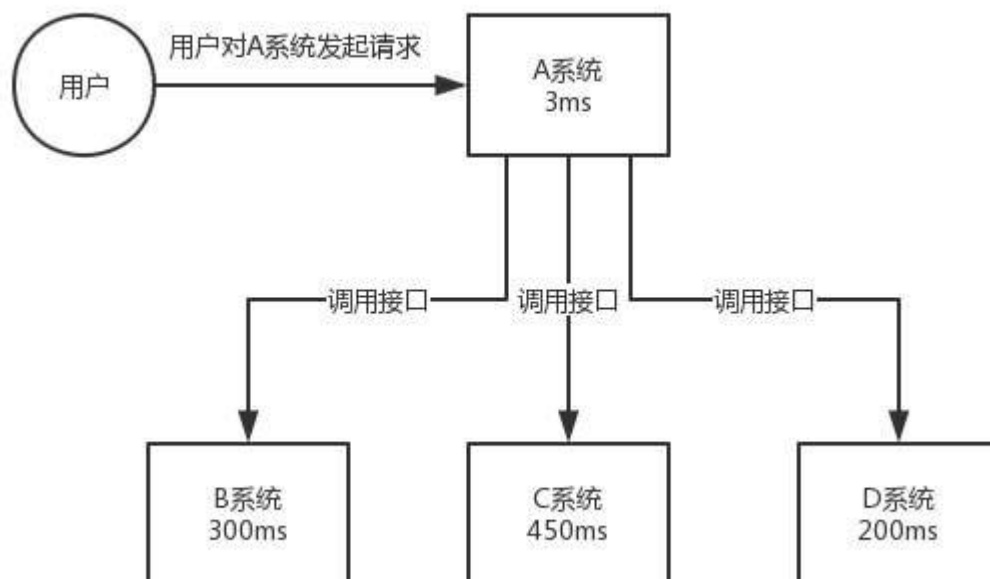 用户对A系统发起请求
用户
A系统
3ms
调用接口
调用接口
调用接口
B系统
300ms
C系统
450ms
D系统
200ms